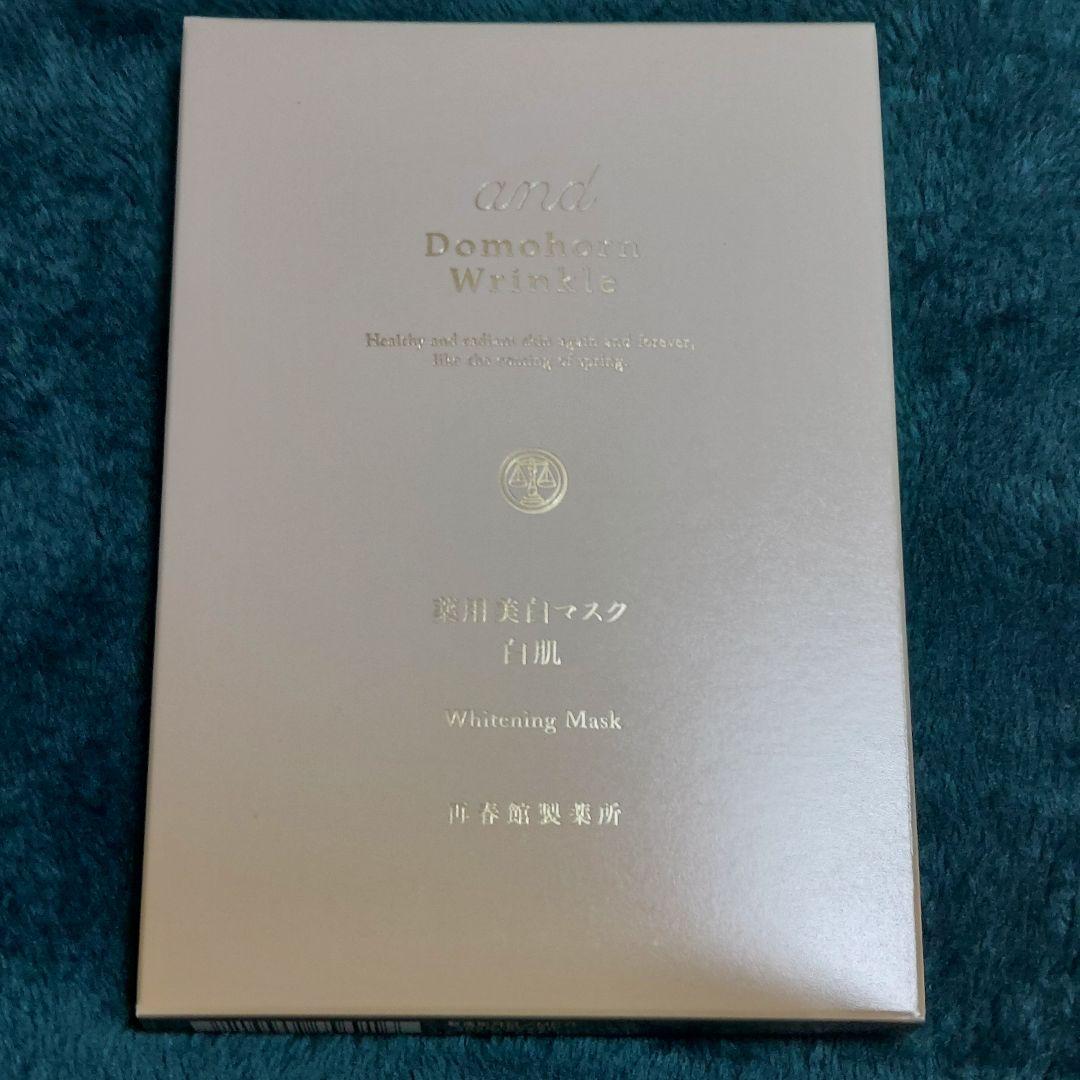 and
Domohorn
Wrinkle
Healthy and radiant skin again and forever,
like the coming of spring.
薬用美白マスク
白肌
Whitening Mask
再春館製薬所